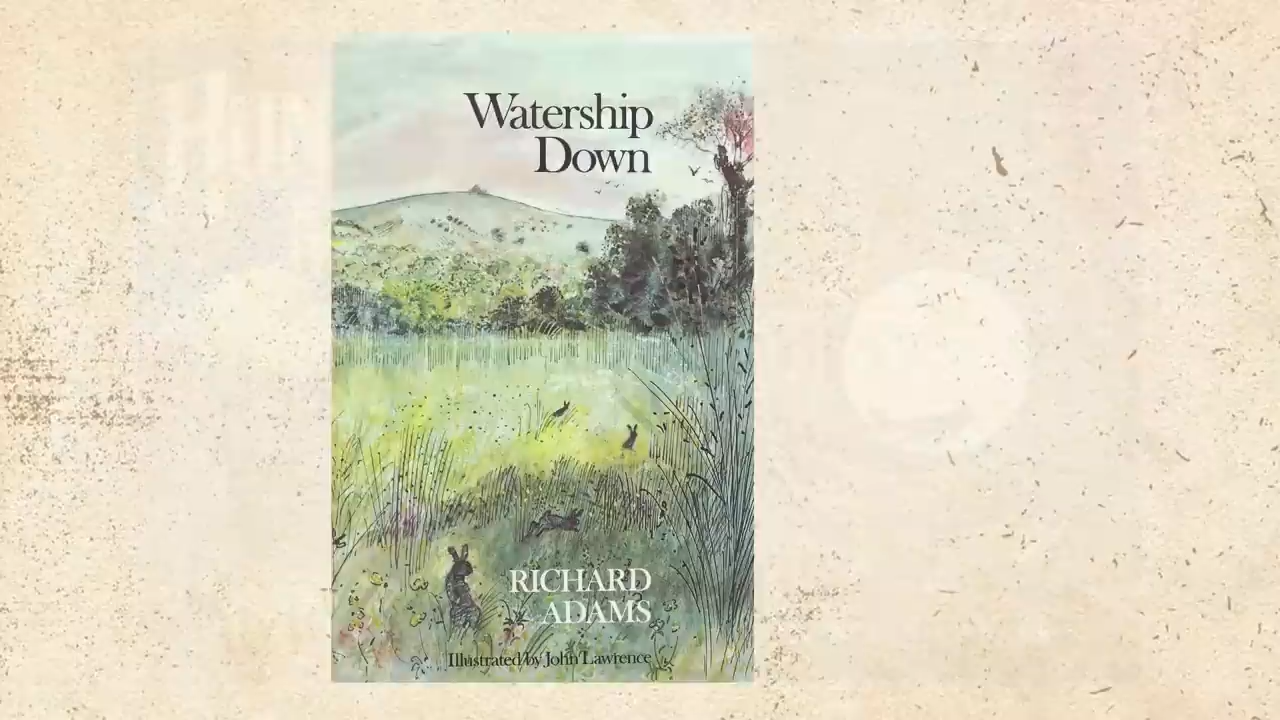 Watership
Down
RICHARD
ADAMS
Illustrated by John Lawrence